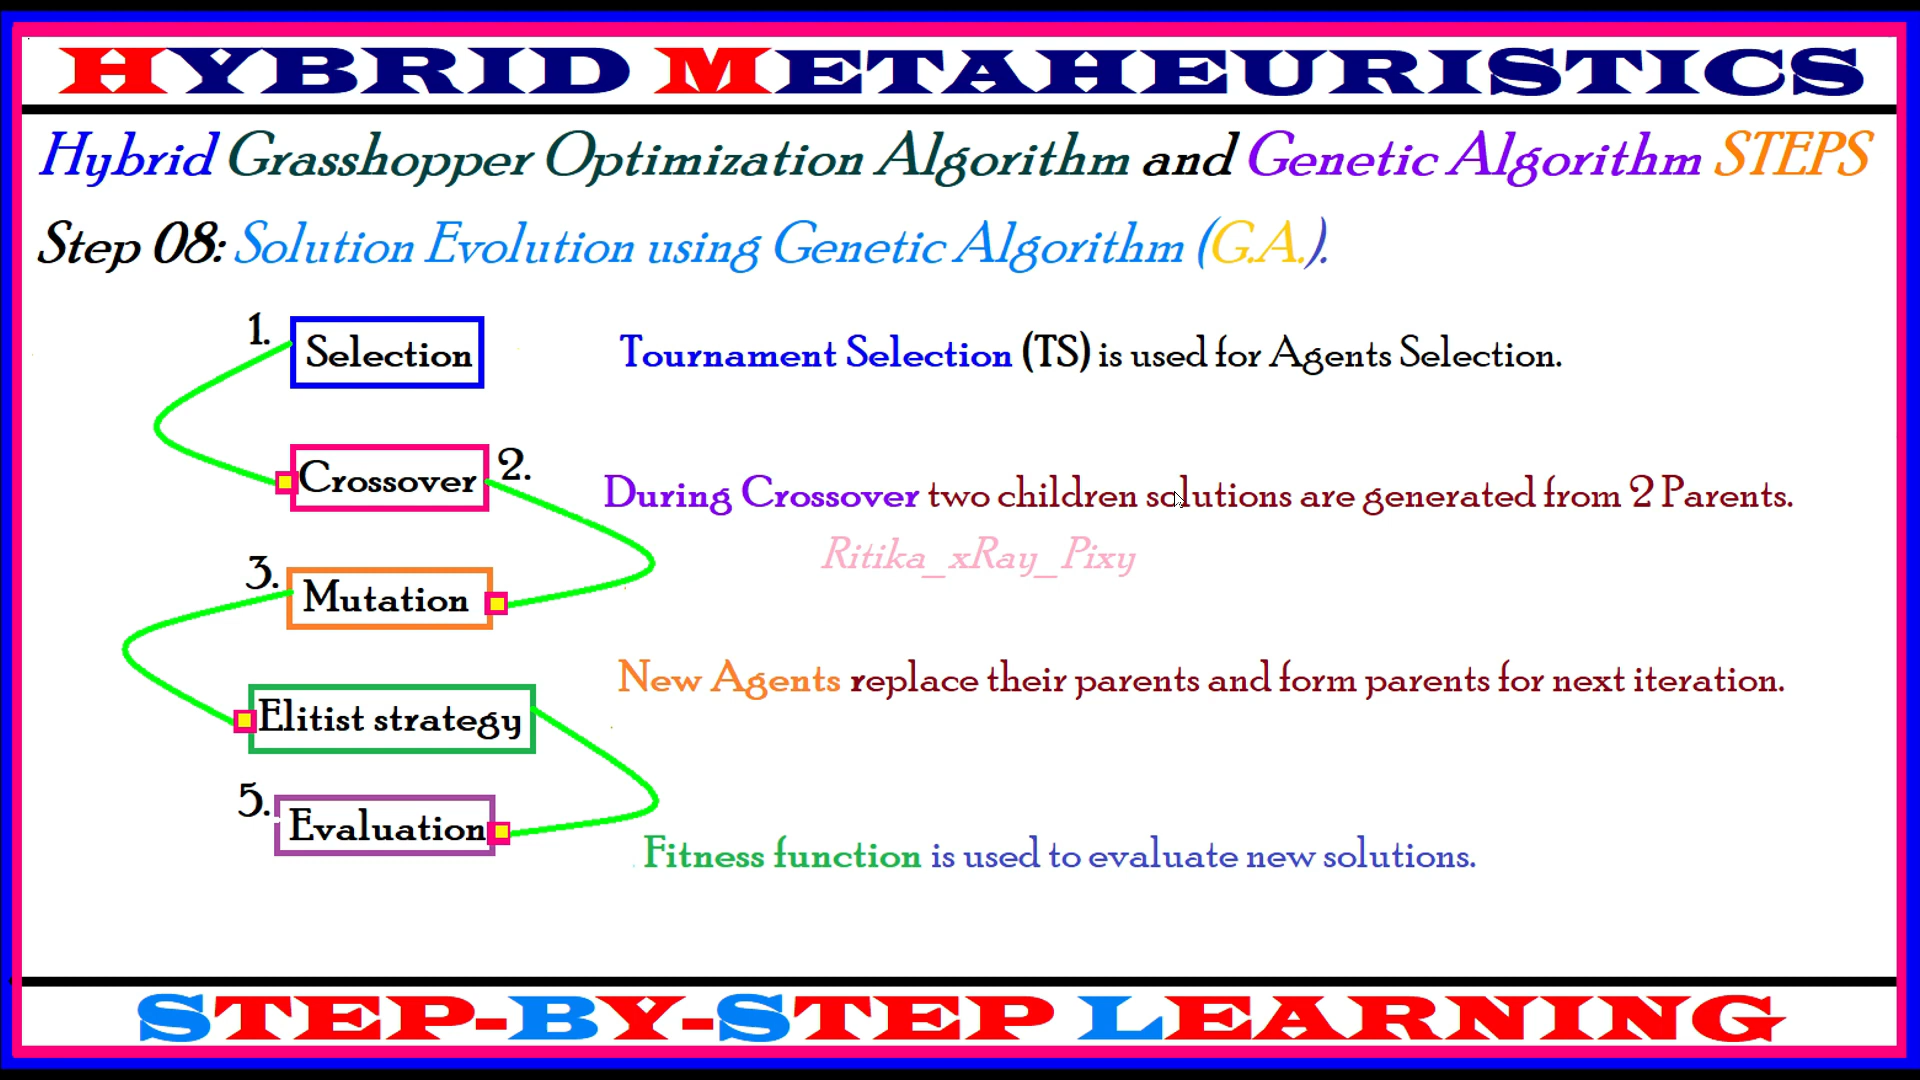 HYBRID METAHEURISTICS
Hybrid Grasshopper Optimization Algorithm and Genetic Algorithm STEPS
Step 08: Solution Evolution using Genetic Algorithm (G.A.).
1.
Selection
Tournament Selection (TS) is used for Agents Selection.
Crossover
2.
During Crossover two children solutions are generated from 2 Parents.
Ritika_xRay_Pixy
3.
Mutation
New Agents replace their parents and form parents for next iteration.
Elitist strategy
5.
Evaluation
Fitness function is used to evaluate new solutions.
STEP-BY-STEP LEARNING